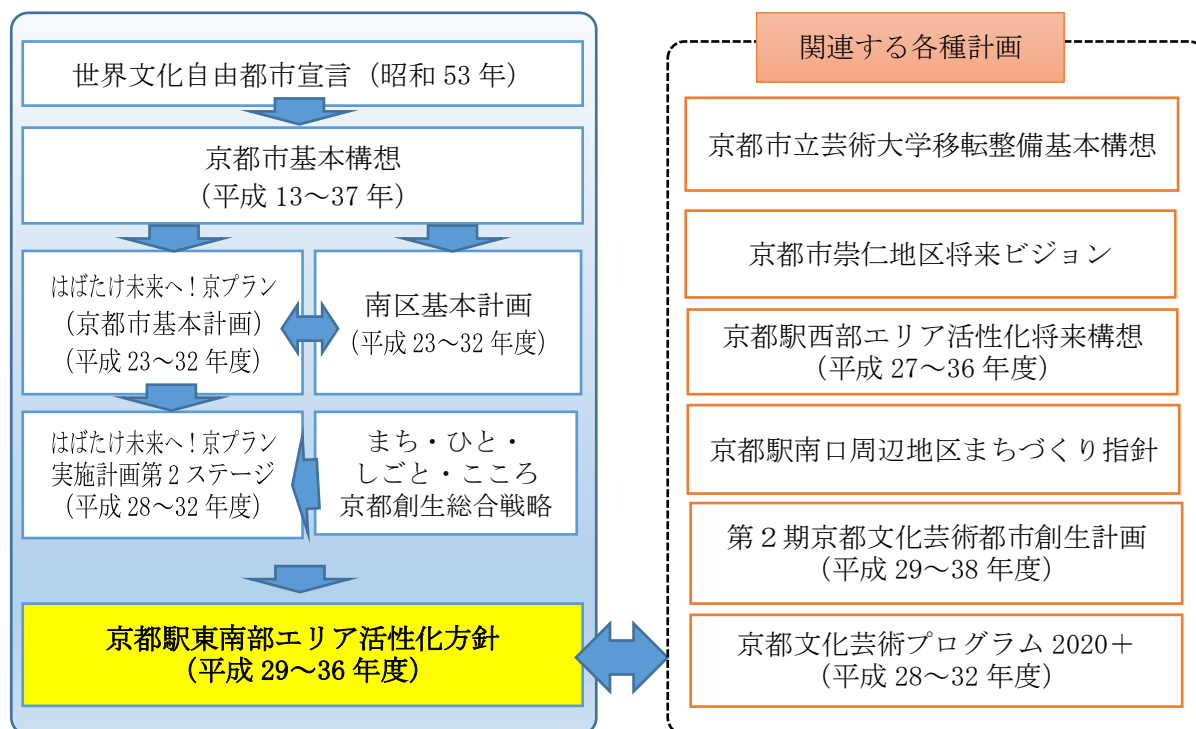 世界文化自由都市宣言（昭和 53 年）
京都市基本構想
（平成 13～37 年）
はばたけ未来へ！京プラン
（京都市基本計画）
（平成 23～32 年度）
南区基本計画
（平成 23～32 年度）
はばたけ未来へ！京プラン
実施計画第２ステージ
（平成 28～32 年度）
まち・ひと・
しごと・こころ
京都創生総合戦略
京都駅東南部エリア活性化方針
（平成 29～36 年度）
関連する各種計画
京都市立芸術大学移転整備基本構想
京都市崇仁地区将来ビジョン
京都駅西部エリア活性化将来構想
（平成 27～36 年度）
京都駅南口周辺地区まちづくり指針
第２期京都文化芸術都市創生計画
（平成 29～38 年度）
京都文化芸術プログラム 2020＋
（平成 28～32 年度）